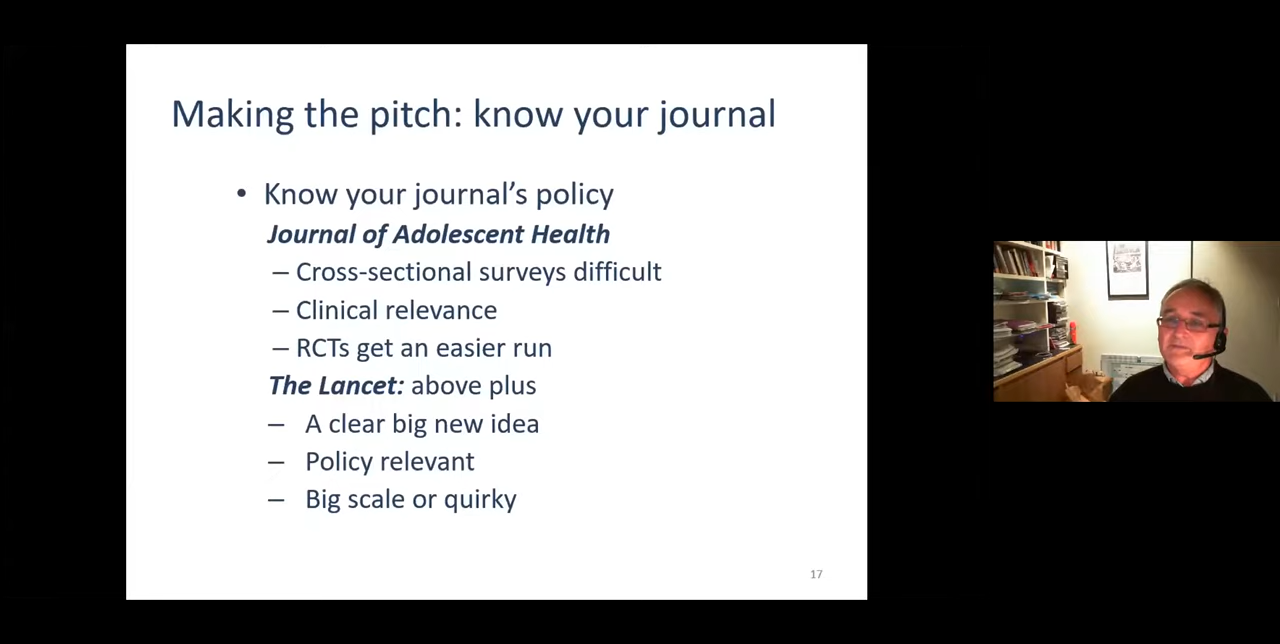 Making the pitch: know your journal
• Know your journal’s policy
Journal of Adolescent Health
– Cross-sectional surveys difficult
– Clinical relevance
– RCTs get an easier run
The Lancet: above plus
– A clear big new idea
– Policy relevant
– Big scale or quirky
17